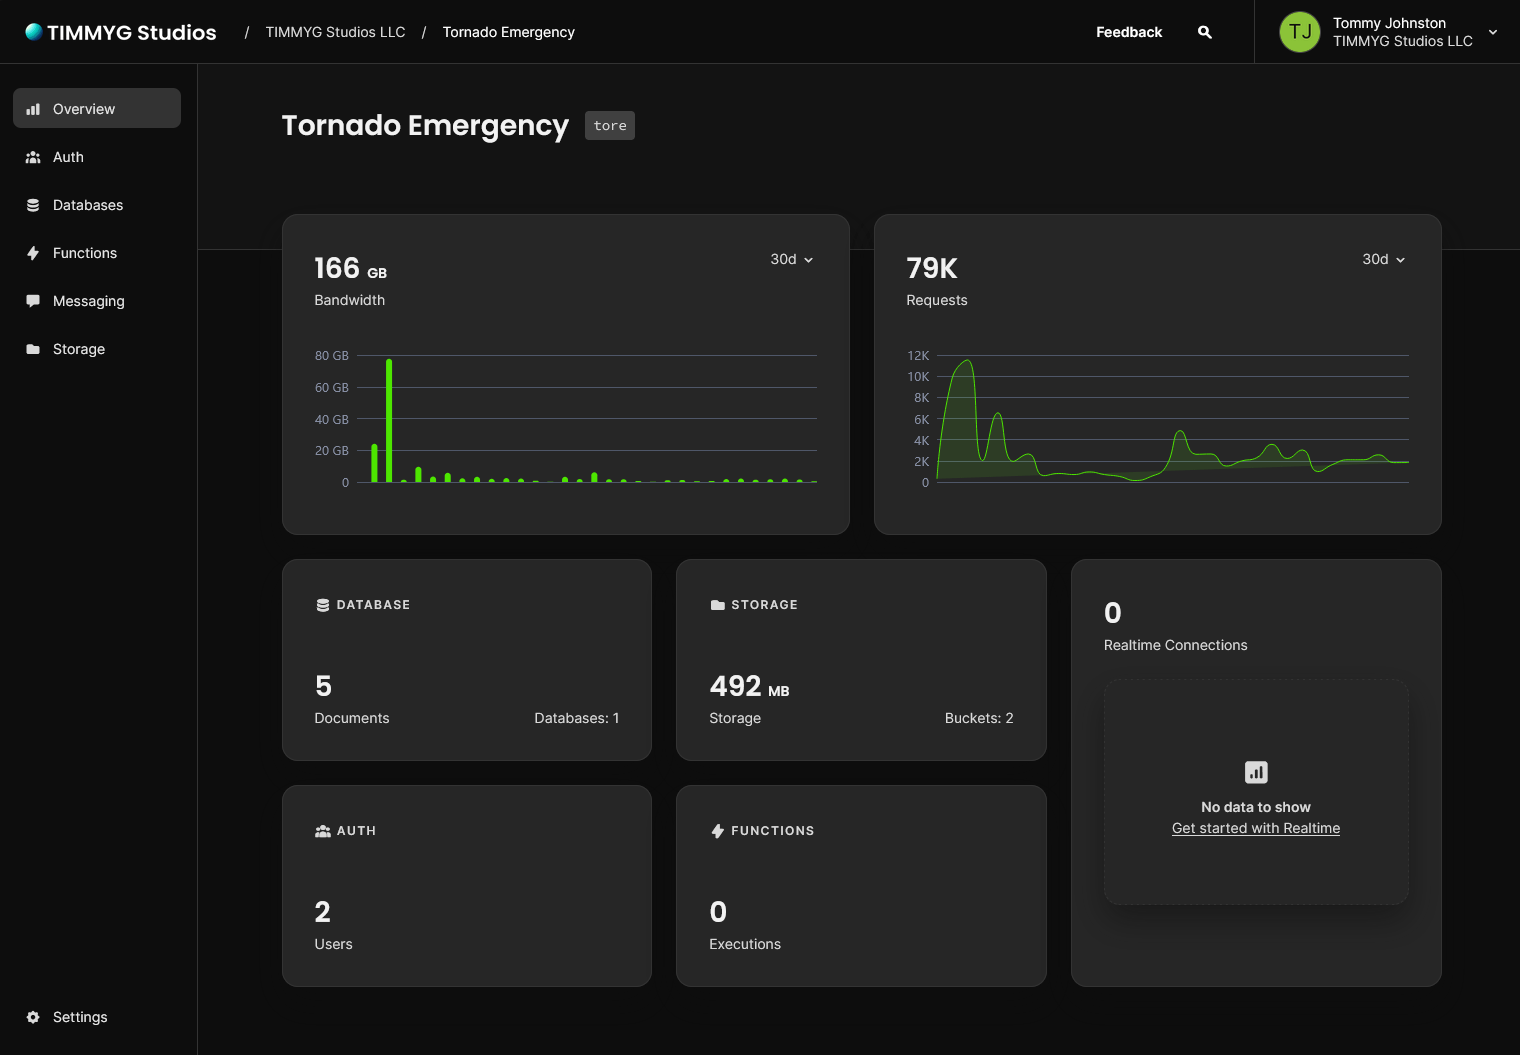 TIMMYG Studios / TIMMYG Studios LLC / Tornado Emergency
Feedback
TJ
Tommy Johnston
TIMMYG Studios LLC
Overview
Auth
Databases
Functions
Messaging
Storage
Settings
Tornado Emergency tore
166 GB
30d
Bandwidth
80 GB
60 GB
40 GB
20 GB
0
79K
30d
Requests
12K
10K
8K
6K
4K
2K
0
DATABASE
5
Documents
Databases: 1
STORAGE
492 MB
Storage
Buckets: 2
0
Realtime Connections
No data to show
Get started with Realtime
AUTH
2
Users
FUNCTIONS
0
Executions